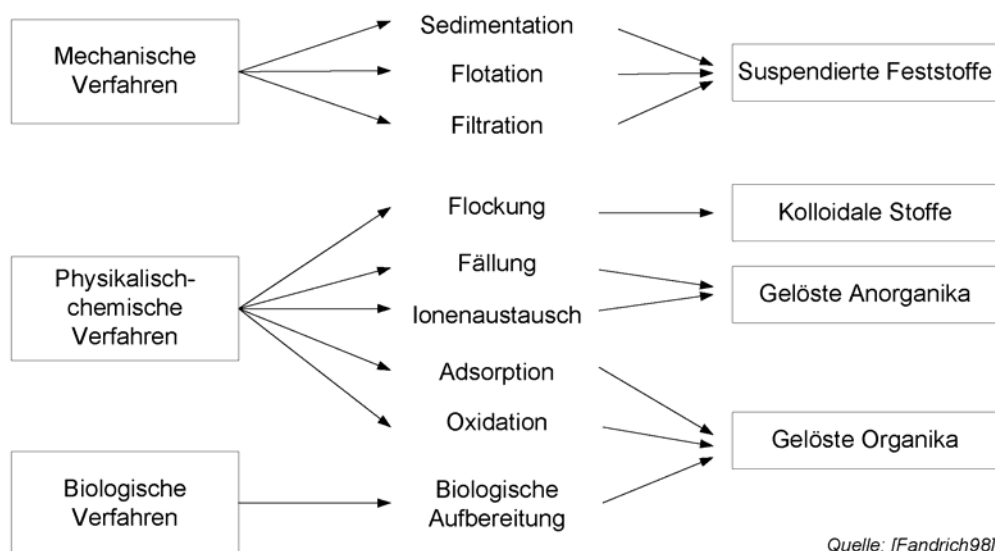 Mechanische
Verfahren
Sedimentation
Flotation
Filtration
Suspendierte Feststoffe
Physikalisch-
chemische
Verfahren
Flockung
Fällung
Ionenaustausch
Adsorption
Oxidation
Kolloidale Stoffe
Gelöste Anorganika
Gelöste Organika
Biologische
Verfahren
Biologische
Aufbereitung
Quelle: [Fandrich98]